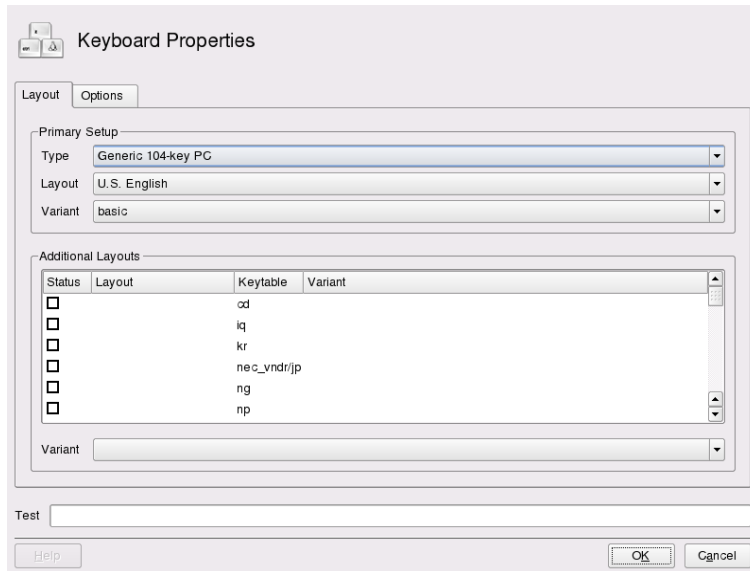 Keyboard Properties
Layout Options
Primary Setup
Type Generic 104-key PC
Layout U.S. English
Variant basic
Additional Layouts
Status Layout Keytable Variant
cd
iq
kr
nec_vndr/jp
ng
np
Variant
Test
Help OK Cancel